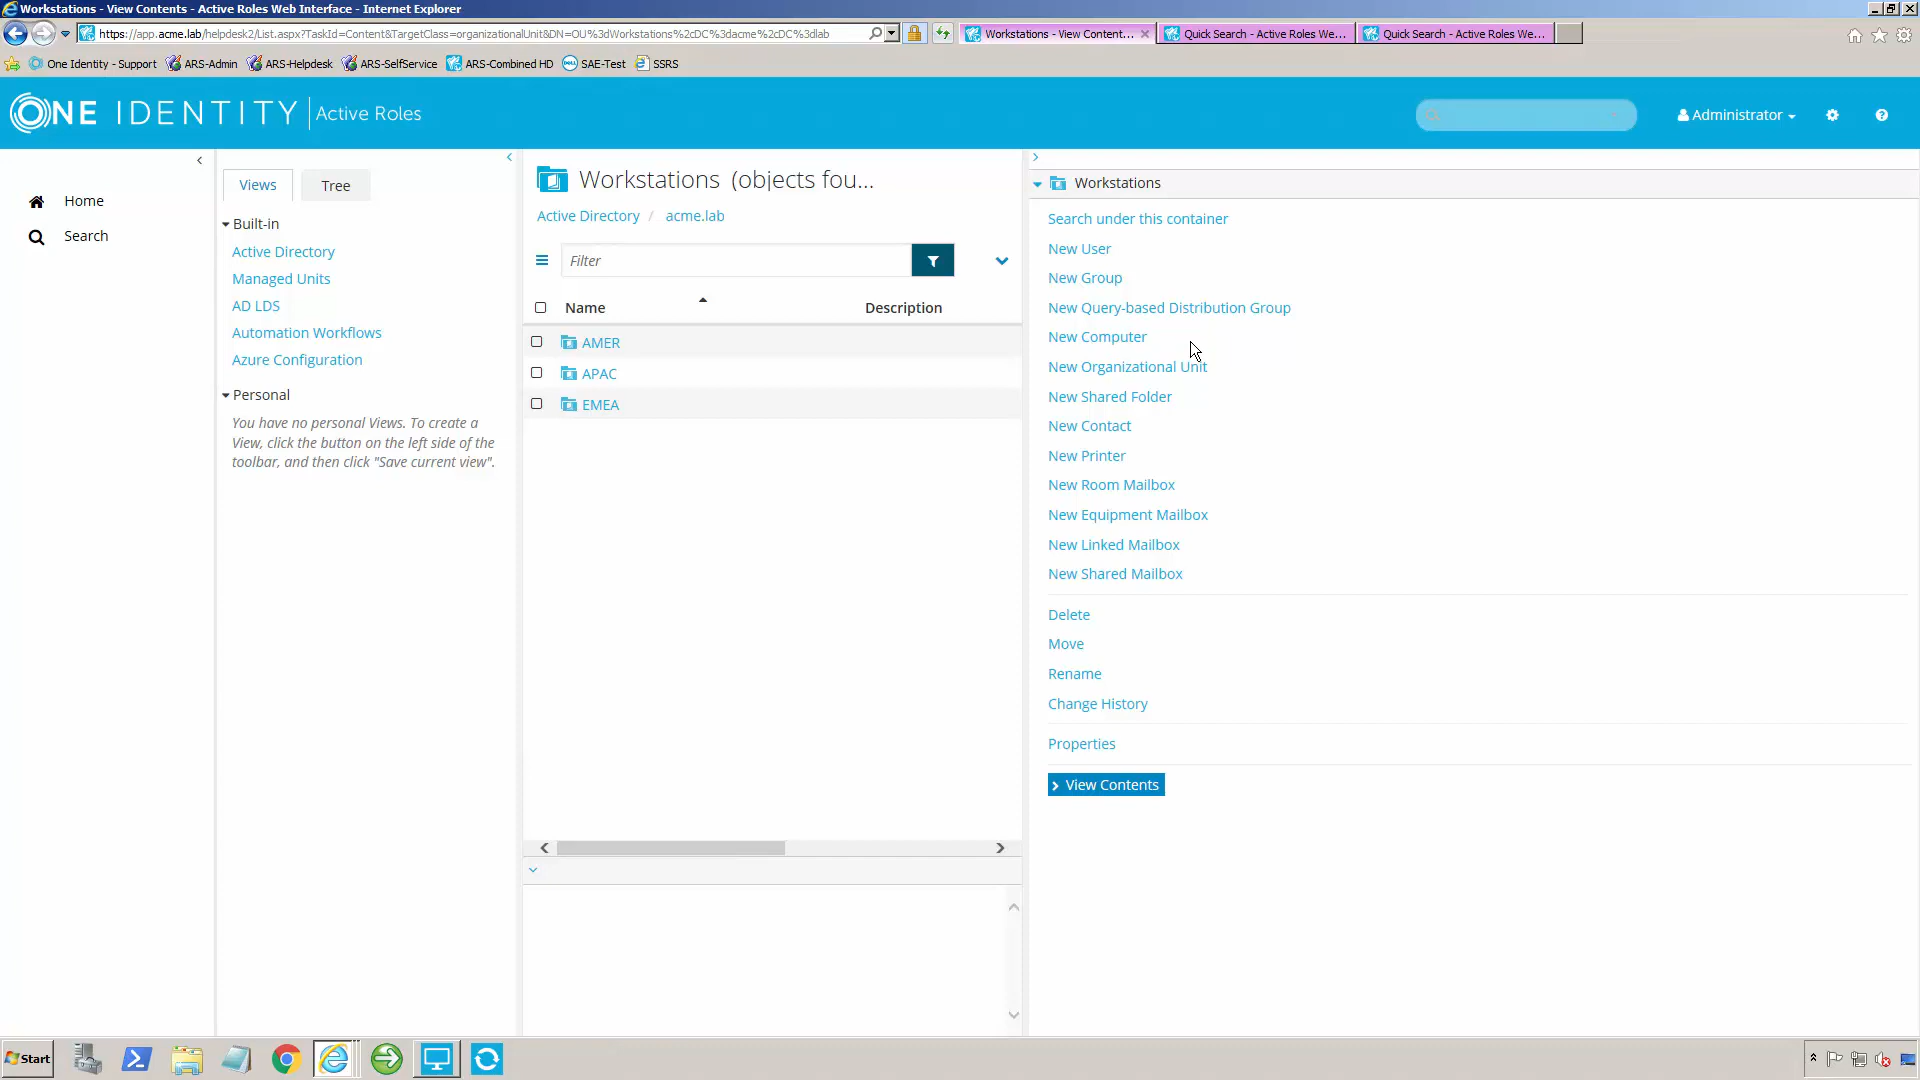 Workstations - View Contents - Active Roles Web Interface - Internet Explorer
https://app.acme.lab/helpdesk2/List.aspx?TaskId=Content&TargetClass=organizationalUnit&DN=OU%3dWorkstations%2cDC%3dacme%2cDC%3dlab
Workstations - View Content...
Quick Search - Active Roles We...
Quick Search - Active Roles We...
One Identity - Support
ARS-Admin
ARS-Helpdesk
ARS-SelfService
ARS-Combined HD
SAE-Test
SSRS
ONE IDENTITY | Active Roles
Administrator
Home
Search
Views
Tree
Built-in
Active Directory
Managed Units
AD LDS
Automation Workflows
Azure Configuration
Personal
You have no personal Views. To create a
View, click the button on the left side of the
toolbar, and then click "Save current view".
Workstations (objects fou...
Active Directory / acme.lab
Filter
Name
Description
AMER
APAC
EMEA
Workstations
Search under this container
New User
New Group
New Query-based Distribution Group
New Computer
New Organizational Unit
New Shared Folder
New Contact
New Printer
New Room Mailbox
New Equipment Mailbox
New Linked Mailbox
New Shared Mailbox
Delete
Move
Rename
Change History
Properties
View Contents
Start